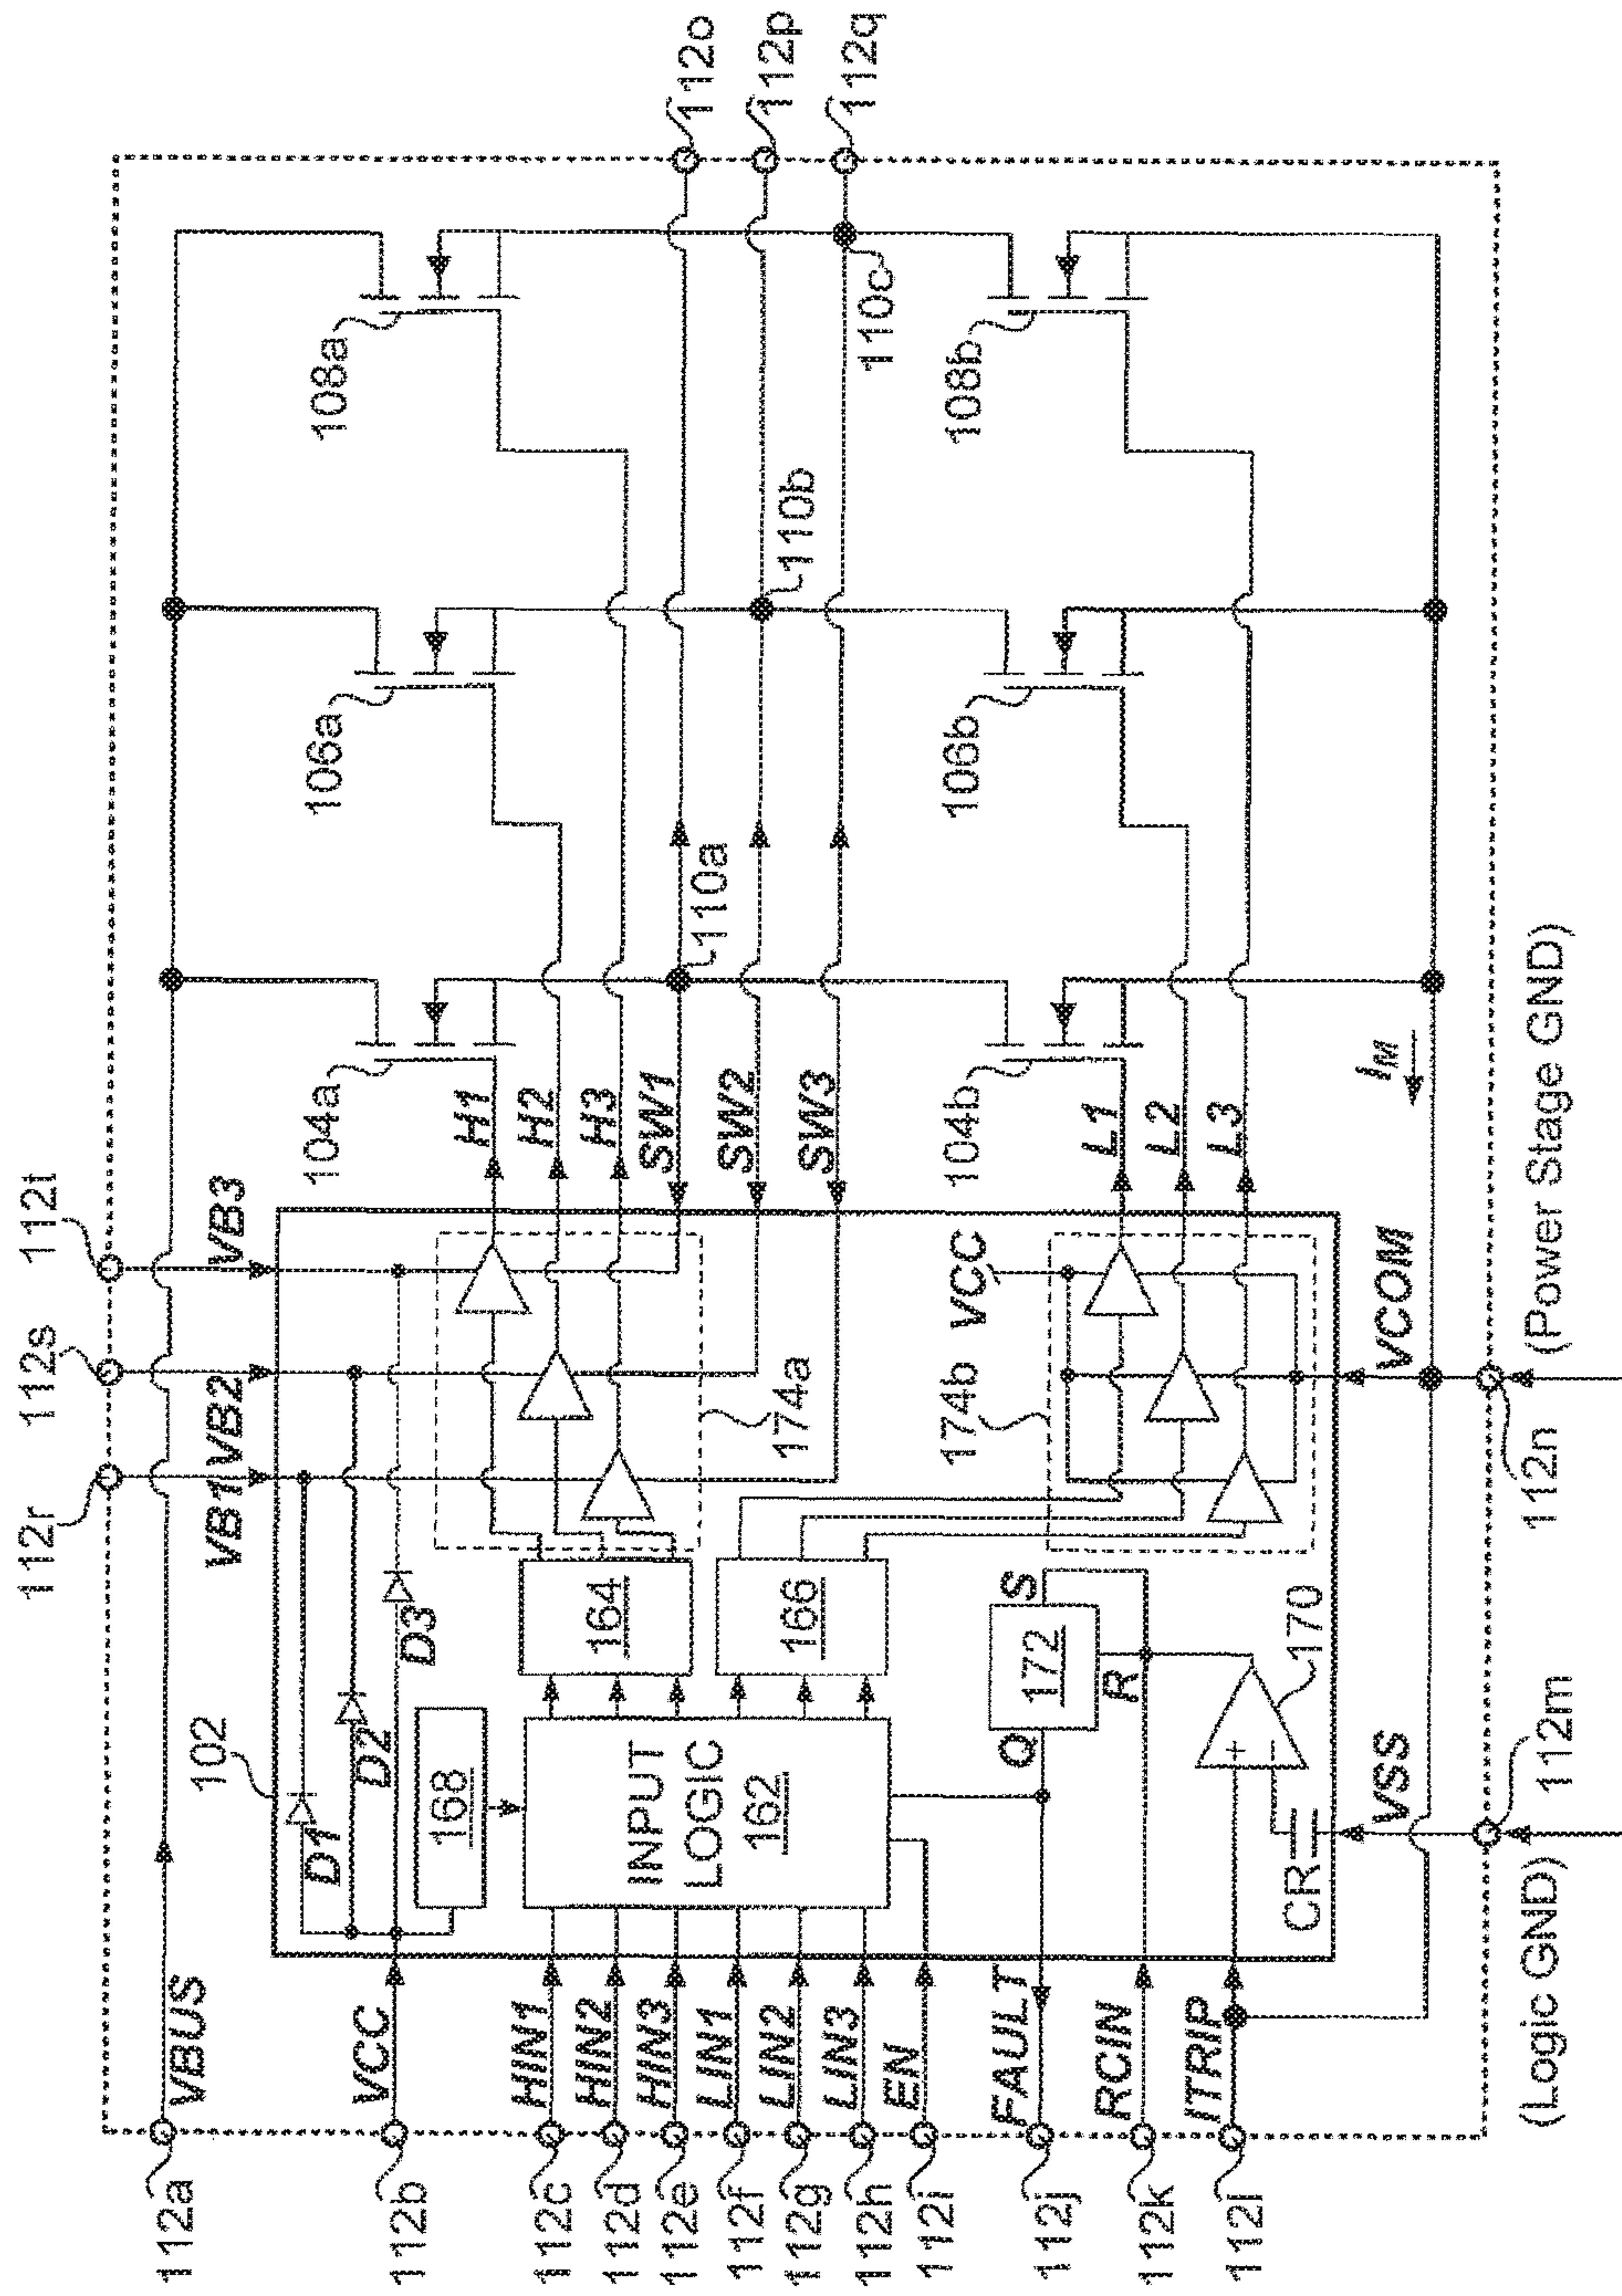 112r
112s
112t
VB1
VB2
VB3
112a
VBUS
102
D1
D2
D3
104a
106a
108a
112b
VCC
168
H1
H2
H3
112c
HIN1
112d
HIN2
112e
HIN3
112f
LIN1
112g
LIN2
112h
LIN3
112i
EN
INPUT
LOGIC
162
164
166
174a
SW1
SW2
SW3
110a
110b
110c
112o
112p
112q
112j
FAULT
112k
RCIN
112l
ITRIP
Q
172
S
R
+
−
170
CR
174b
VCC
L1
L2
L3
104b
106b
108b
VSS
VCOM
IM
(Logic GND)
112m
112n
(Power Stage GND)